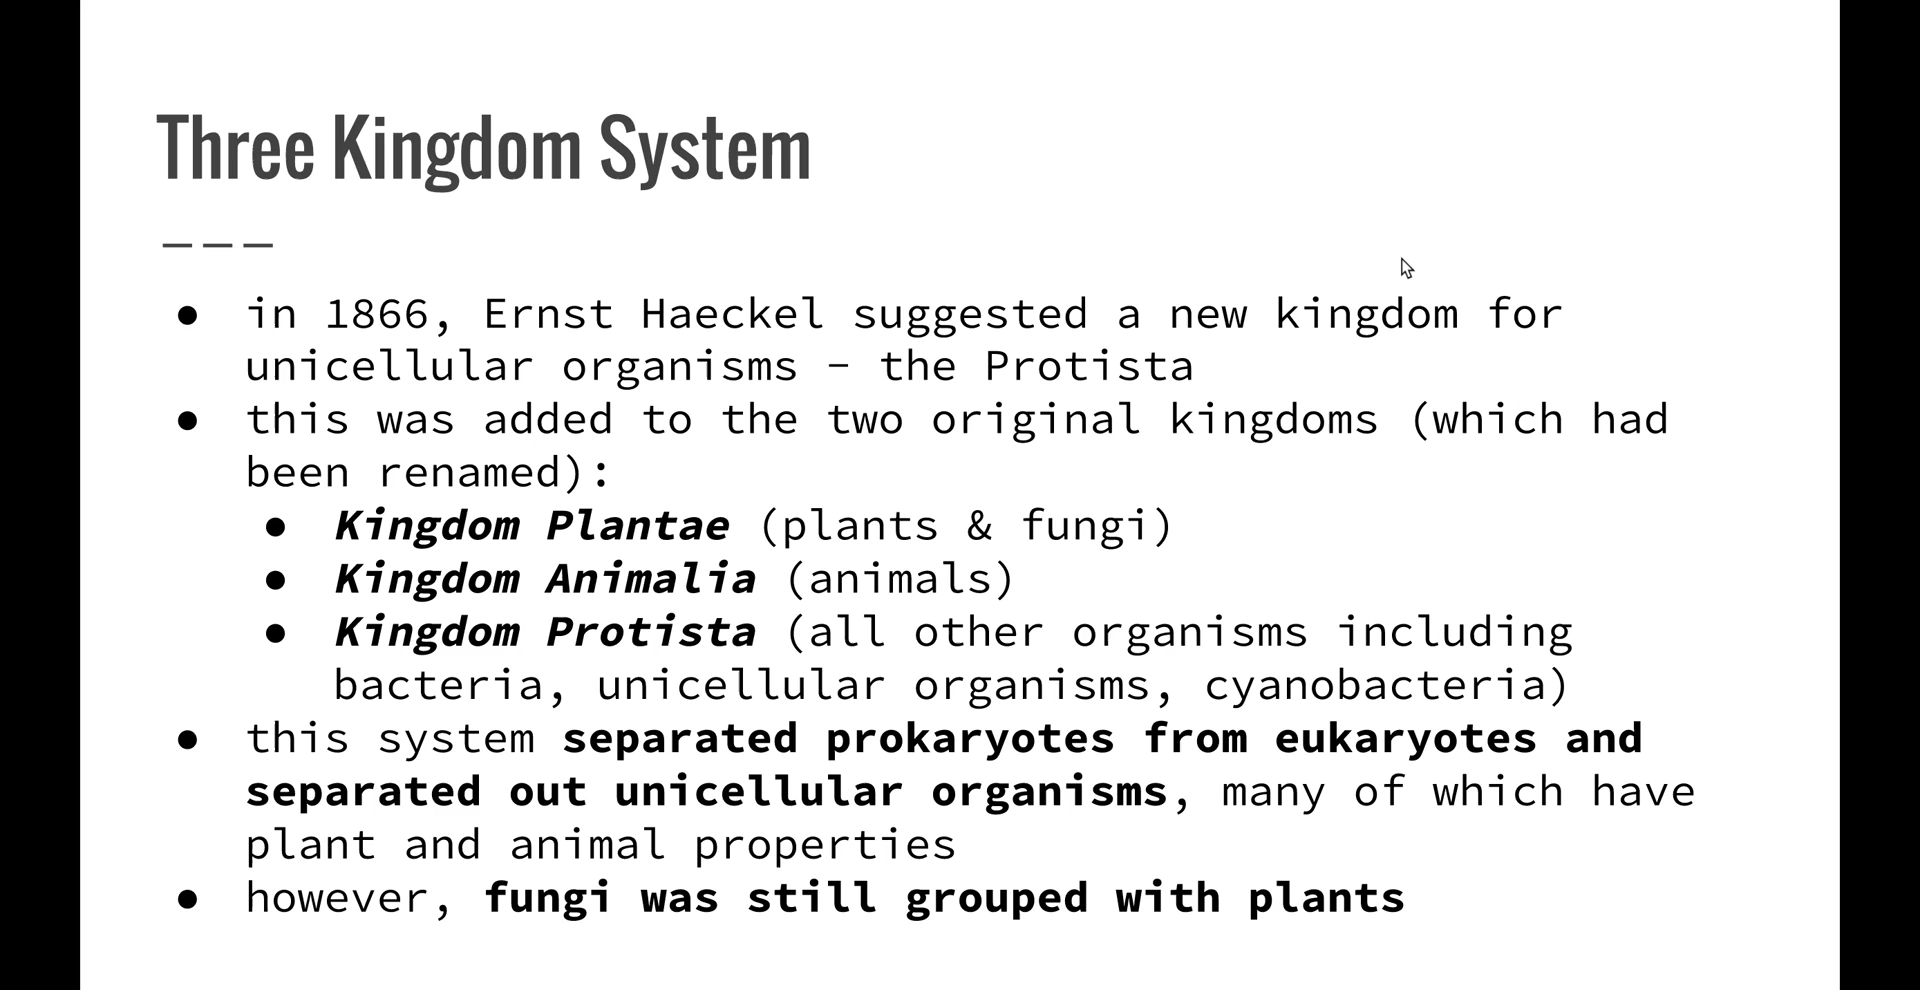 Three Kingdom System
● in 1866, Ernst Haeckel suggested a new kingdom for
unicellular organisms – the Protista
● this was added to the two original kingdoms (which had
been renamed):
● Kingdom Plantae (plants & fungi)
● Kingdom Animalia (animals)
● Kingdom Protista (all other organisms including
bacteria, unicellular organisms, cyanobacteria)
● this system separated prokaryotes from eukaryotes and
separated out unicellular organisms, many of which have
plant and animal properties
● however, fungi was still grouped with plants